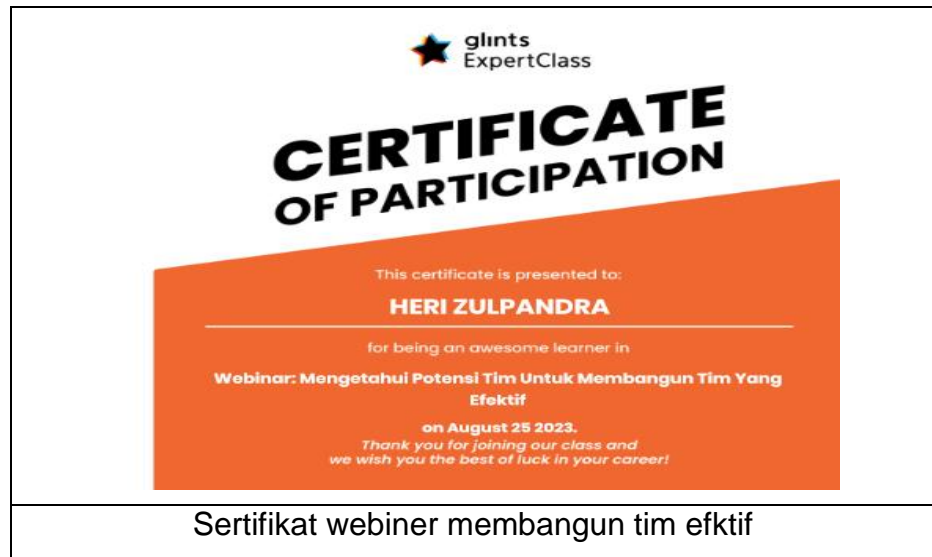 glints
ExpertClass
CERTIFICATE
OF PARTICIPATION
This certificate is presented to:
HERI ZULPANDRA
for being an awesome learner in
Webinar: Mengetahui Potensi Tim Untuk Membangun Tim Yang
Efektif
on August 25 2023.
Thank you for joining our class and
we wish you the best of luck in your career!
Sertifikat webiner membangun tim efktif